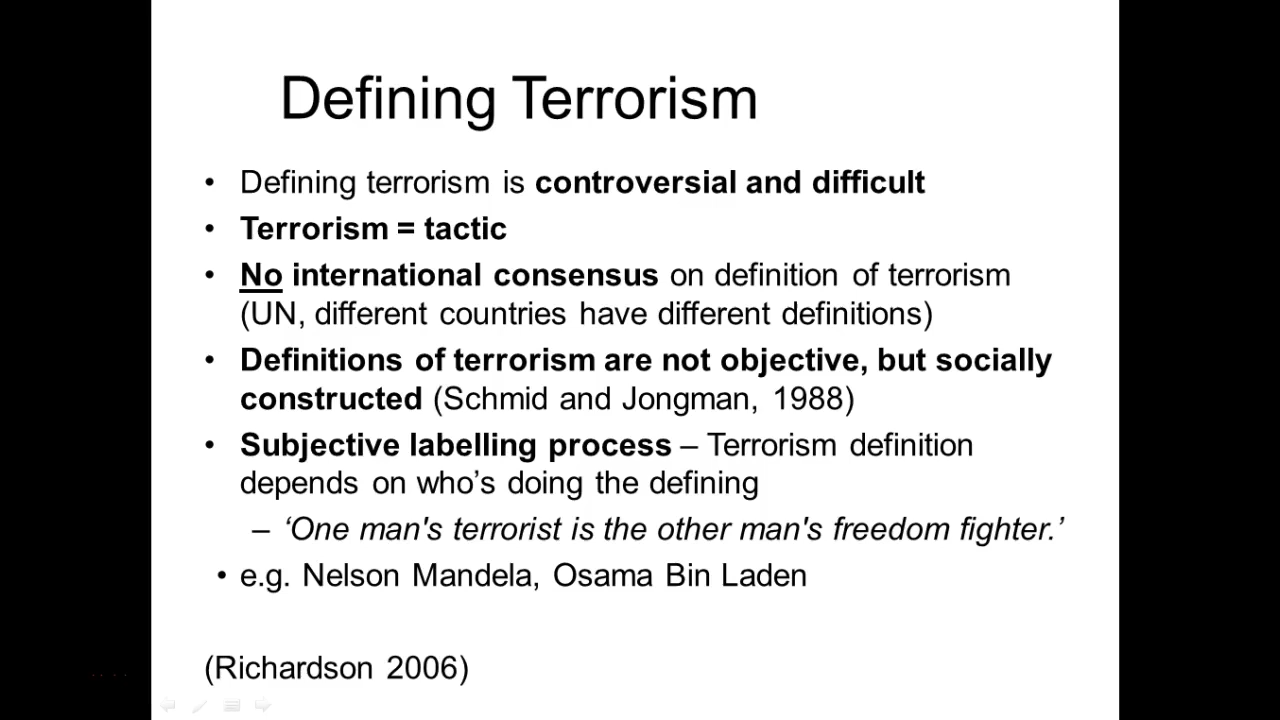 Defining Terrorism
• Defining terrorism is controversial and difficult
• Terrorism = tactic
• No international consensus on definition of terrorism
(UN, different countries have different definitions)
• Definitions of terrorism are not objective, but socially
constructed (Schmid and Jongman, 1988)
• Subjective labelling process – Terrorism definition
depends on who’s doing the defining
– ‘One man's terrorist is the other man's freedom fighter.’
• e.g. Nelson Mandela, Osama Bin Laden
(Richardson 2006)